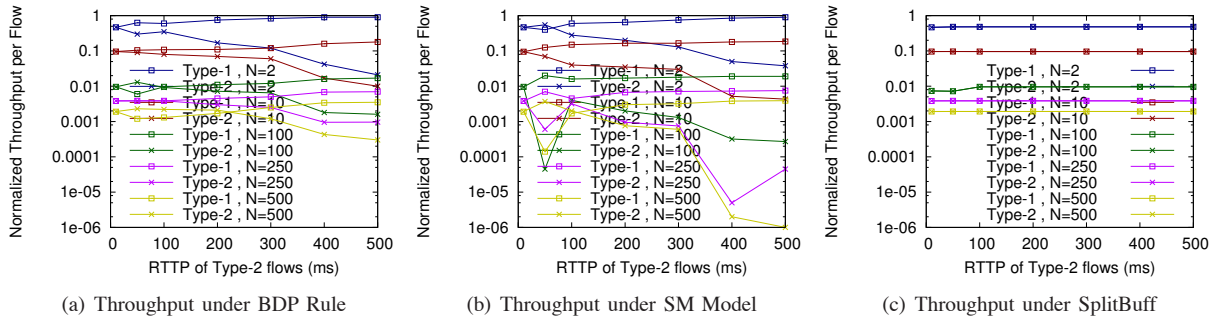 Normalized Throughput per Flow
1
0.1
0.01
0.001
0.0001
1e-05
1e-06
Type-1 , N=2
Type-2 , N=2
Type-1 , N=10
Type-2 , N=10
Type-1 , N=100
Type-2 , N=100
Type-1 , N=250
Type-2 , N=250
Type-1 , N=500
Type-2 , N=500
0 100 200 300 400 500
RTTP of Type-2 flows (ms)
(a) Throughput under BDP Rule
Normalized Throughput per Flow
1
0.1
0.01
0.001
0.0001
1e-05
1e-06
Type-1 , N=2
Type-2 , N=2
Type-1 , N=10
Type-2 , N=10
Type-1 , N=100
Type-2 , N=100
Type-1 , N=250
Type-2 , N=250
Type-1 , N=500
Type-2 , N=500
0 100 200 300 400 500
RTTP of Type-2 flows (ms)
(b) Throughput under SM Model
Normalized Throughput per Flow
1
0.1
0.01
0.001
0.0001
1e-05
1e-06
Type-1 , N=2
Type-2 , N=2
Type-1 , N=10
Type-2 , N=10
Type-1 , N=100
Type-2 , N=100
Type-1 , N=250
Type-2 , N=250
Type-1 , N=500
Type-2 , N=500
0 100 200 300 400 500
RTTP of Type-2 flows (ms)
(c) Throughput under SplitBuff